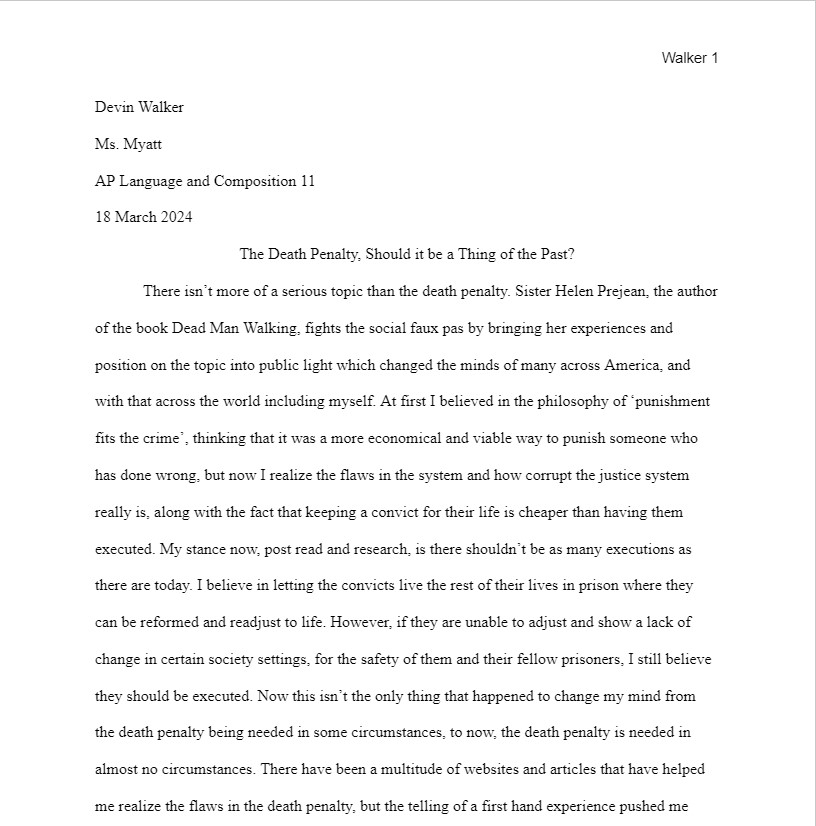 Walker 1
Devin Walker
Ms. Myatt
AP Language and Composition 11
18 March 2024
The Death Penalty, Should it be a Thing of the Past?
There isn’t more of a serious topic than the death penalty. Sister Helen Prejean, the author
of the book Dead Man Walking, fights the social faux pas by bringing her experiences and
position on the topic into public light which changed the minds of many across America, and
with that across the world including myself. At first I believed in the philosophy of ‘punishment
fits the crime’, thinking that it was a more economical and viable way to punish someone who
has done wrong, but now I realize the flaws in the system and how corrupt the justice system
really is, along with the fact that keeping a convict for their life is cheaper than having them
executed. My stance now, post read and research, is there shouldn’t be as many executions as
there are today. I believe in letting the convicts live the rest of their lives in prison where they
can be reformed and readjust to life. However, if they are unable to adjust and show a lack of
change in certain society settings, for the safety of them and their fellow prisoners, I still believe
they should be executed. Now this isn’t the only thing that happened to change my mind from
the death penalty being needed in some circumstances, to now, the death penalty is needed in
almost no circumstances. There have been a multitude of websites and articles that have helped
me realize the flaws in the death penalty, but the telling of a first hand experience pushed me